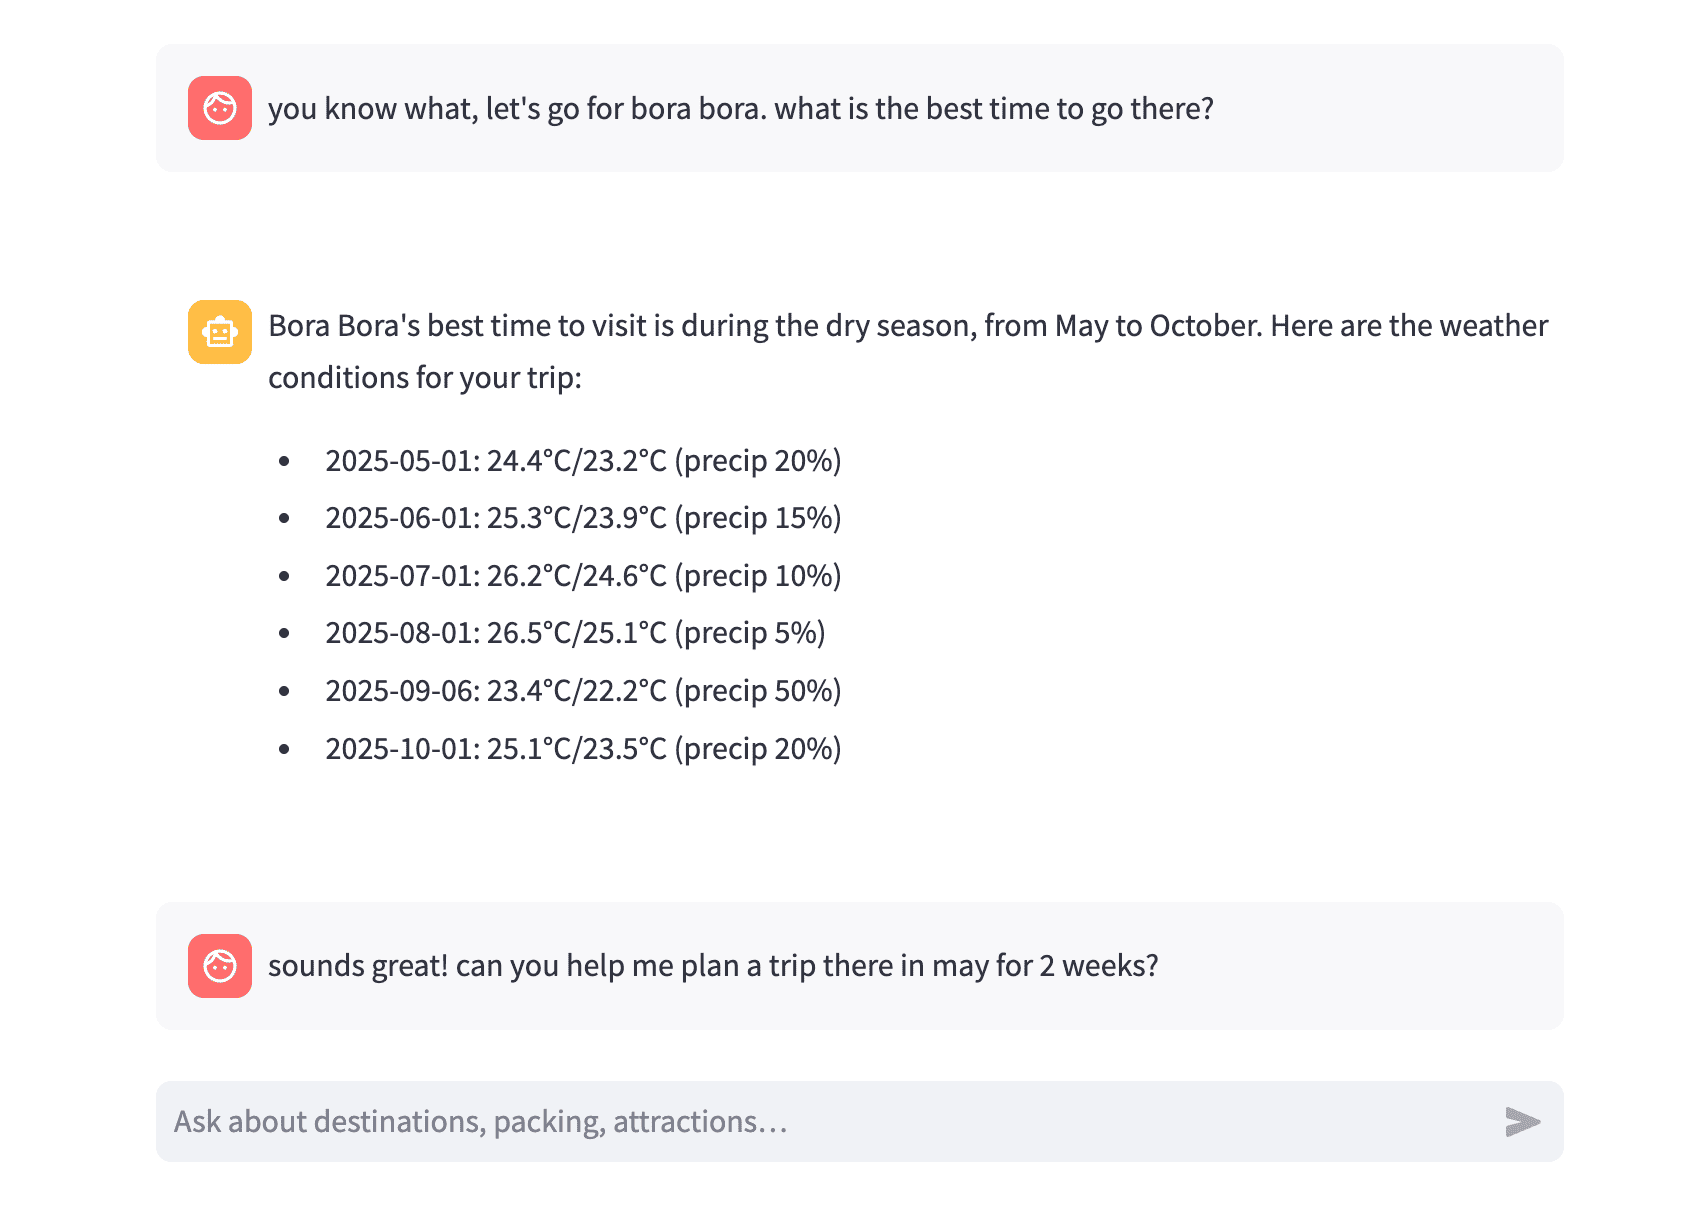 you know what, let's go for bora bora. what is the best time to go there?
Bora Bora's best time to visit is during the dry season, from May to October. Here are the weather
conditions for your trip:
• 2025-05-01: 24.4°C/23.2°C (precip 20%)
• 2025-06-01: 25.3°C/23.9°C (precip 15%)
• 2025-07-01: 26.2°C/24.6°C (precip 10%)
• 2025-08-01: 26.5°C/25.1°C (precip 5%)
• 2025-09-06: 23.4°C/22.2°C (precip 50%)
• 2025-10-01: 25.1°C/23.5°C (precip 20%)
sounds great! can you help me plan a trip there in may for 2 weeks?
Ask about destinations, packing, attractions…